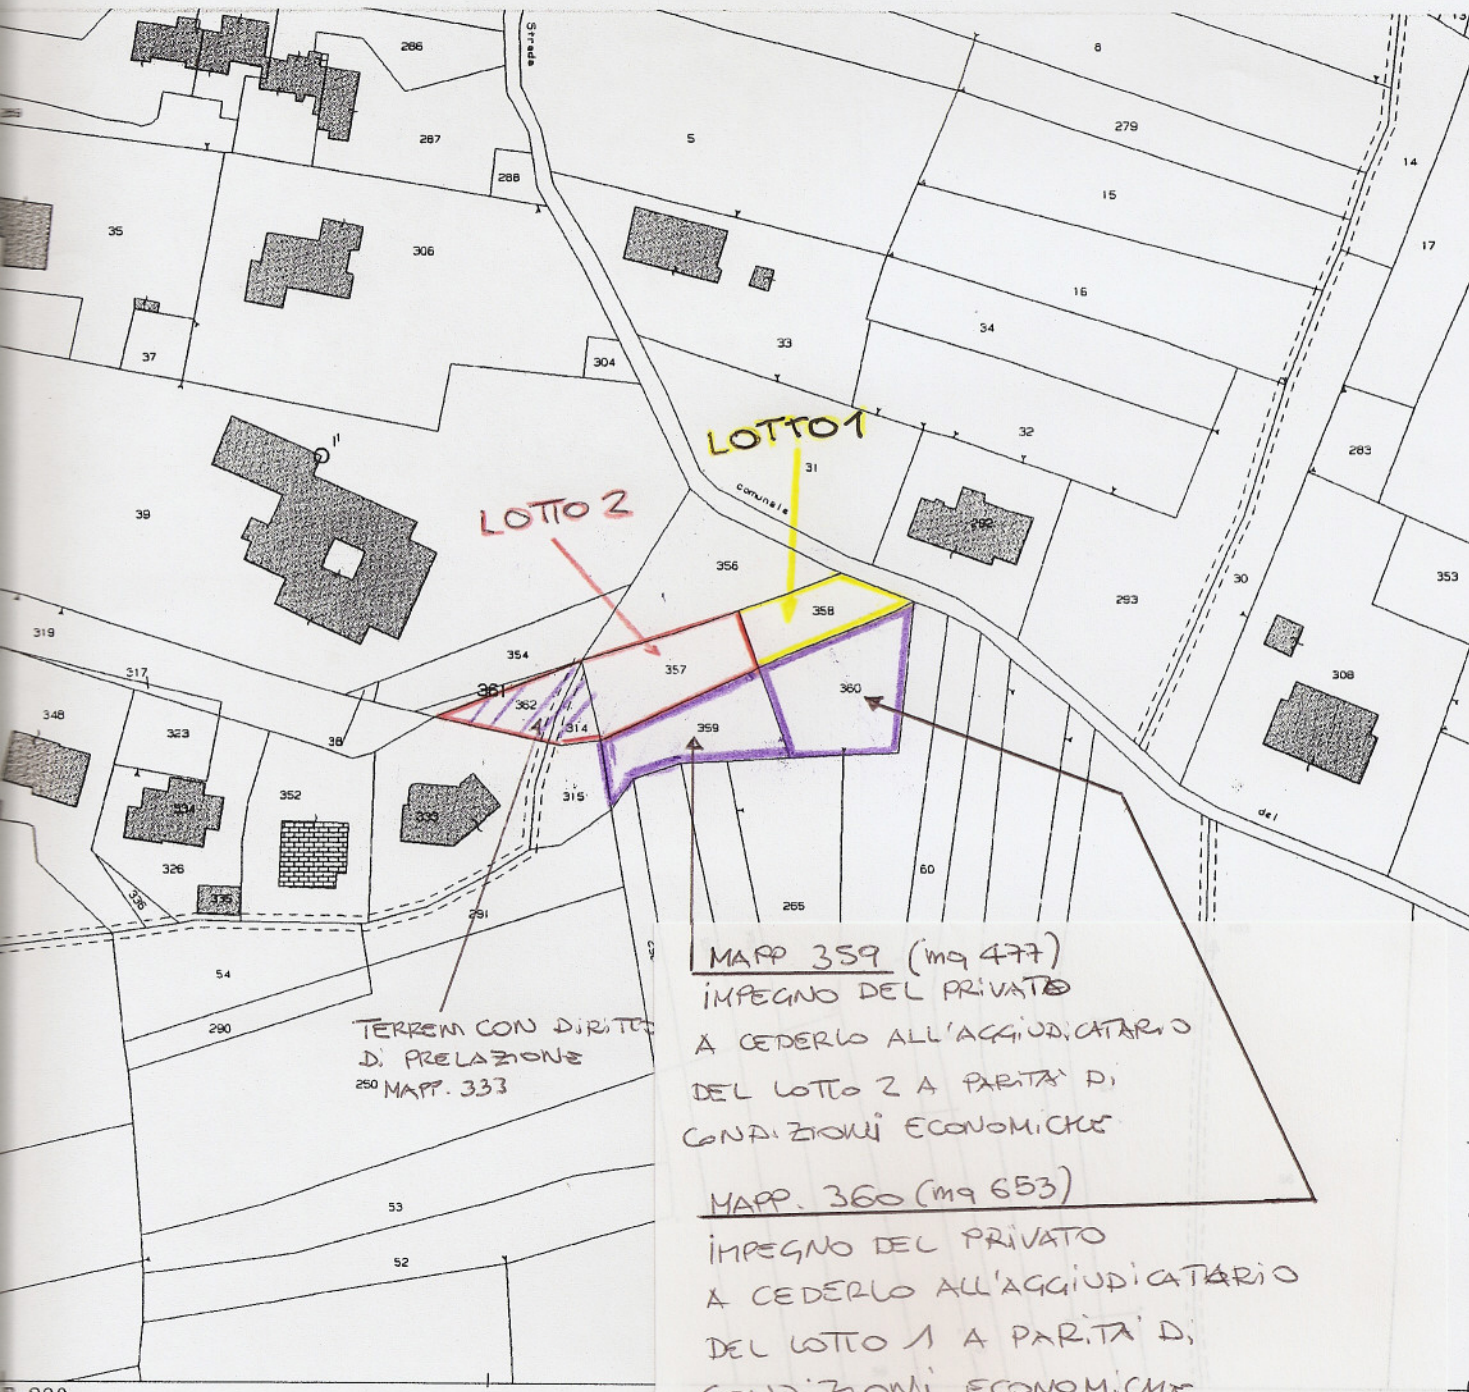 Strada
286
8
279
5
287
14
288
15
35
306
17
16
34
33
37
304
LOTTO 1
32
31
283
LOTTO 2
comunale
39
292
356
30
353
293
358
319
354
357
317
361
360
308
362
348
314
359
323
38
315
352
334
333
60
326
336
335
265
291
54
MAPP 359 (mq 477)
IMPEGNO DEL PRIVATO
A CEDERLO ALL'AGGIUDICATARIO
DEL LOTTO 2 A PARITA' DI
CONDIZIONI ECONOMICHE
290
TERRENI CON DIRITTO
DI PRELAZIONE
250 MAPP. 333
MAPP. 360 (mq 653)
IMPEGNO DEL PRIVATO
A CEDERLO ALL'AGGIUDICATARIO
DEL LOTTO 1 A PARITA' DI
CONDIZIONI ECONOMICHE
53
52
del